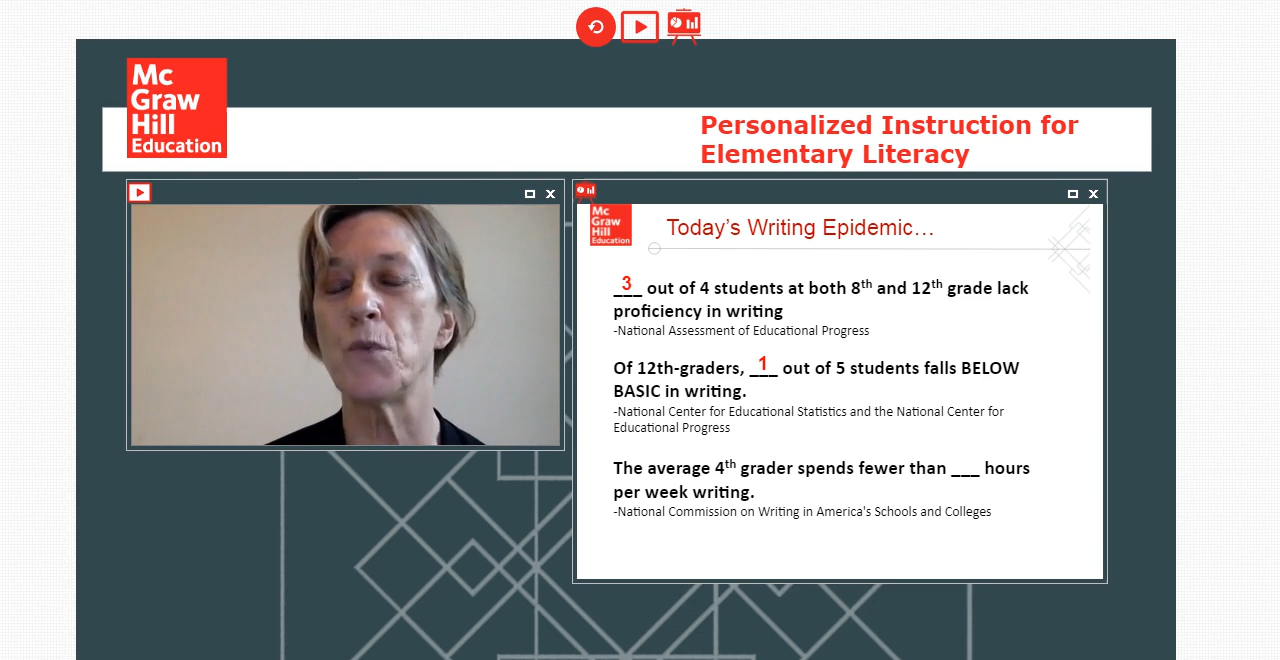 Mc
Graw
Hill
Education
Personalized Instruction for
Elementary Literacy
Mc
Graw
Hill
Education
Today's Writing Epidemic…
_3_ out of 4 students at both 8th and 12th grade lack
proficiency in writing
-National Assessment of Educational Progress
Of 12th-graders, _1_ out of 5 students falls BELOW
BASIC in writing.
-National Center for Educational Statistics and the National Center for
Educational Progress
The average 4th grader spends fewer than ___ hours
per week writing.
-National Commission on Writing in America's Schools and Colleges